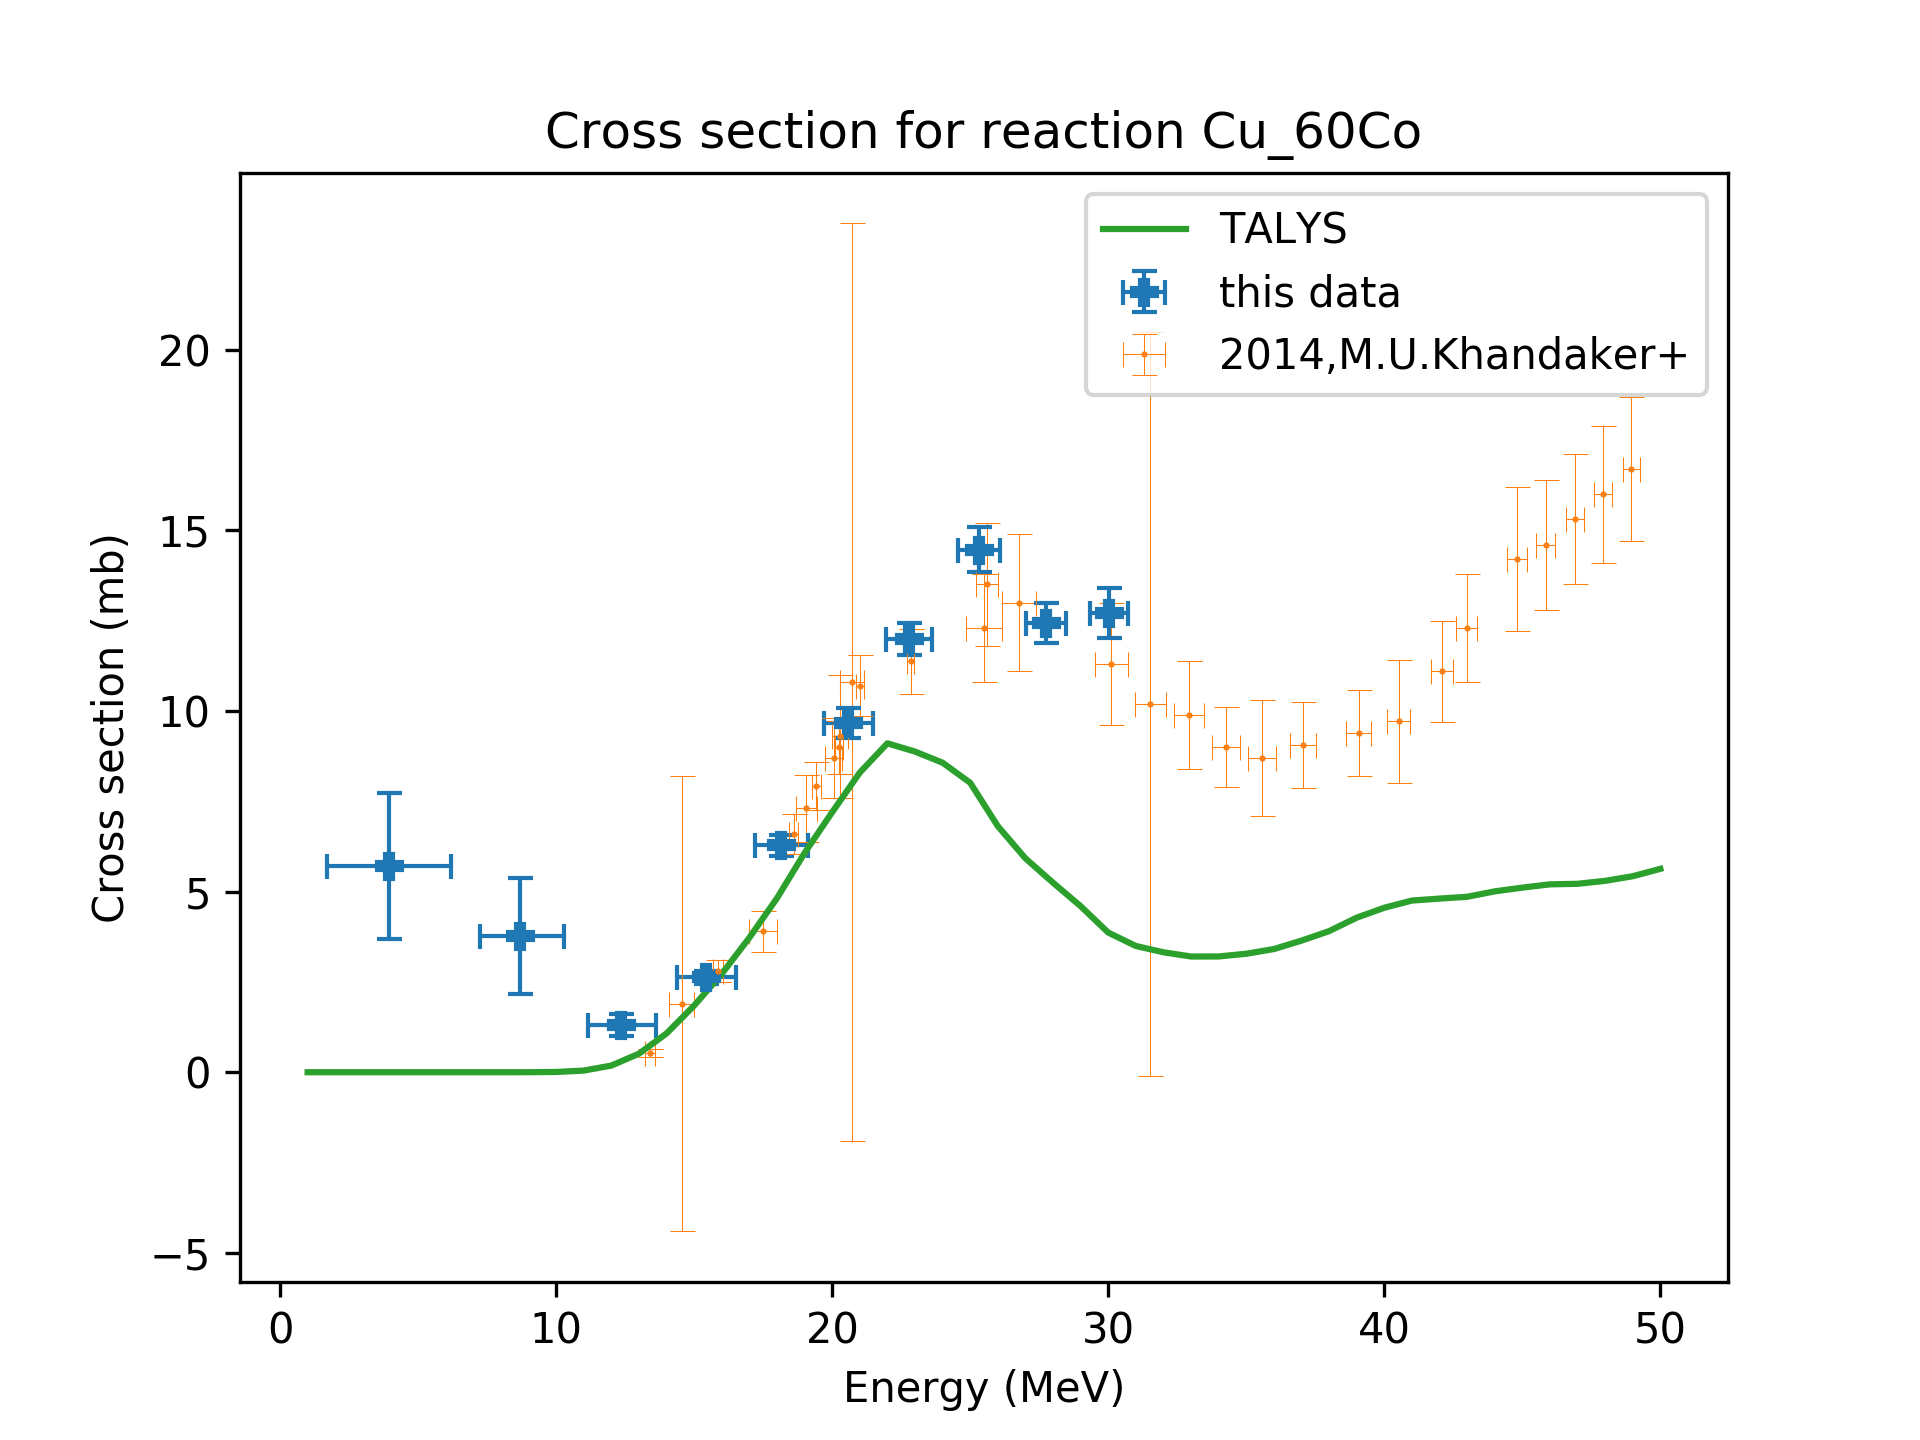 Cross section for reaction Cu_60Co
TALYS
this data
2014,M.U.Khandaker+
Cross section (mb)
20
15
10
5
0
−5
0 10 20 30 40 50
Energy (MeV)